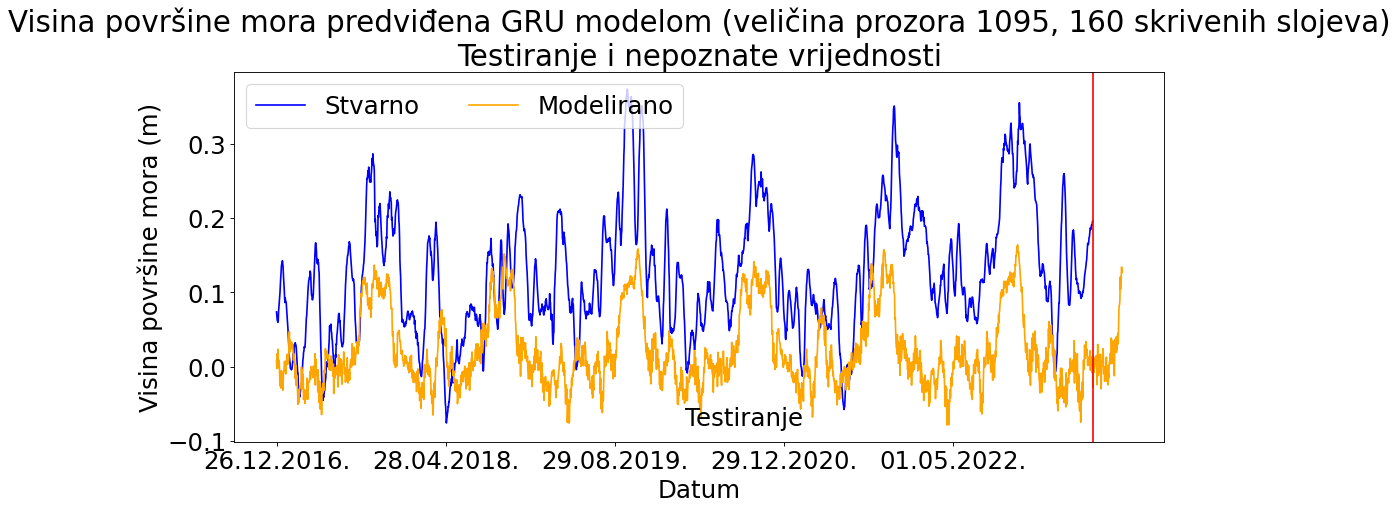 Visina površine mora predviđena GRU modelom (veličina prozora 1095, 160 skrivenih slojeva)
Testiranje i nepoznate vrijednosti
Stvarno
Modelirano
Visina površine mora (m)
0.3
0.2
0.1
0.0
−0.1
Testiranje
26.12.2016.
28.04.2018.
29.08.2019.
29.12.2020.
01.05.2022.
Datum